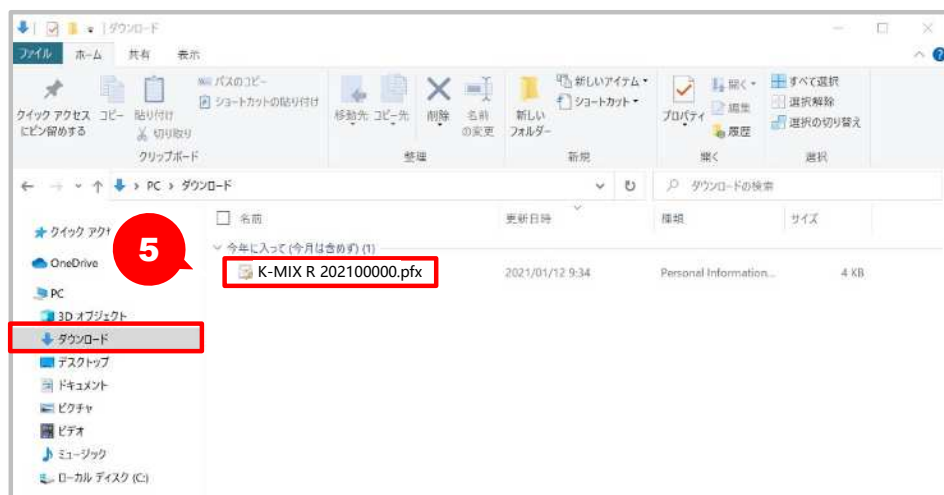 ダウンロード
ファイル ホーム 共有 表示
クイック アクセス
にピン留めする
コピー
貼り付け
パスのコピー
ショートカットの貼り付け
切り取り
クリップボード
移動先 コピー先 削除 名前
の変更
整理
新しい
フォルダー
新しいアイテム
ショートカット
新規
プロパティ
開く
編集
履歴
開く
すべて選択
選択解除
選択の切り替え
選択
PC › ダウンロード
ダウンロードの検索
名前 更新日時 種類 サイズ
今年に入って (今月は含めず) (1)
K-MIX R 202100000.pfx 2021/01/12 9:34 Personal Information... 4 KB
5
クイック アク
OneDrive
PC
3D オブジェクト
ダウンロード
デスクトップ
ドキュメント
ピクチャ
ビデオ
ミュージック
ローカル ディスク (C:)